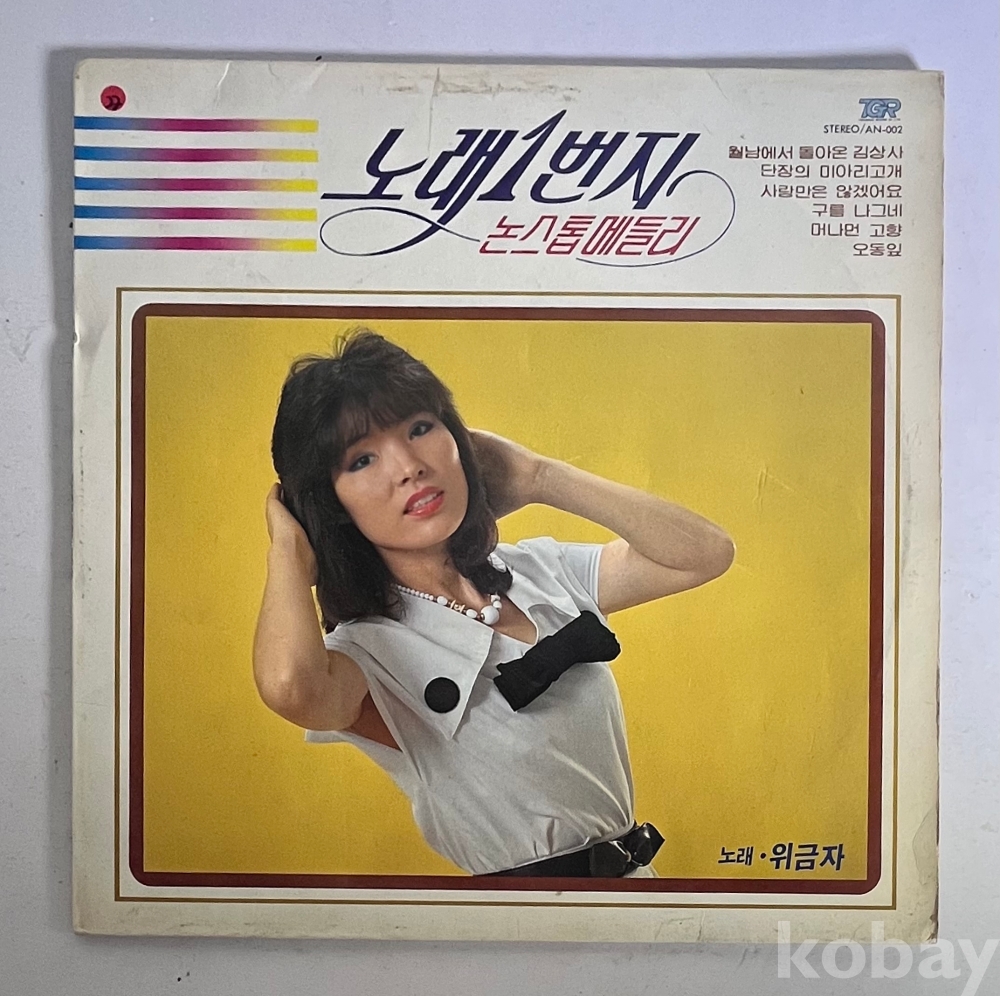 22
TGR
STEREO/AN-002
노래1번지
논스톱메들리
월남에서 돌아온 김상사
단장의 미아리고개
사랑만은 않겠어요
구름 나그네
머나먼 고향
오동잎
노래·위금자
kobay